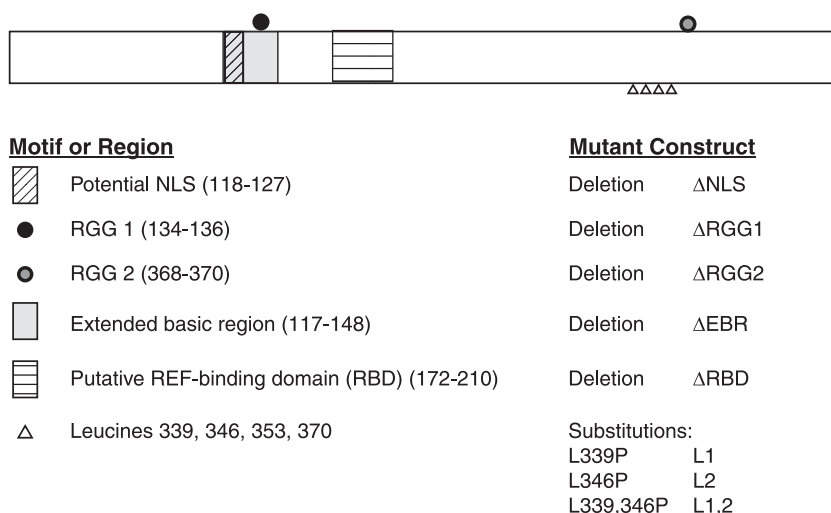 Motif or Region Mutant Construct
Potential NLS (118-127) Deletion ΔNLS
RGG 1 (134-136) Deletion ΔRGG1
RGG 2 (368-370) Deletion ΔRGG2
Extended basic region (117-148) Deletion ΔEBR
Putative REF-binding domain (RBD) (172-210) Deletion ΔRBD
Leucines 339, 346, 353, 370 Substitutions:
L339P L1
L346P L2
L339,346P L1,2